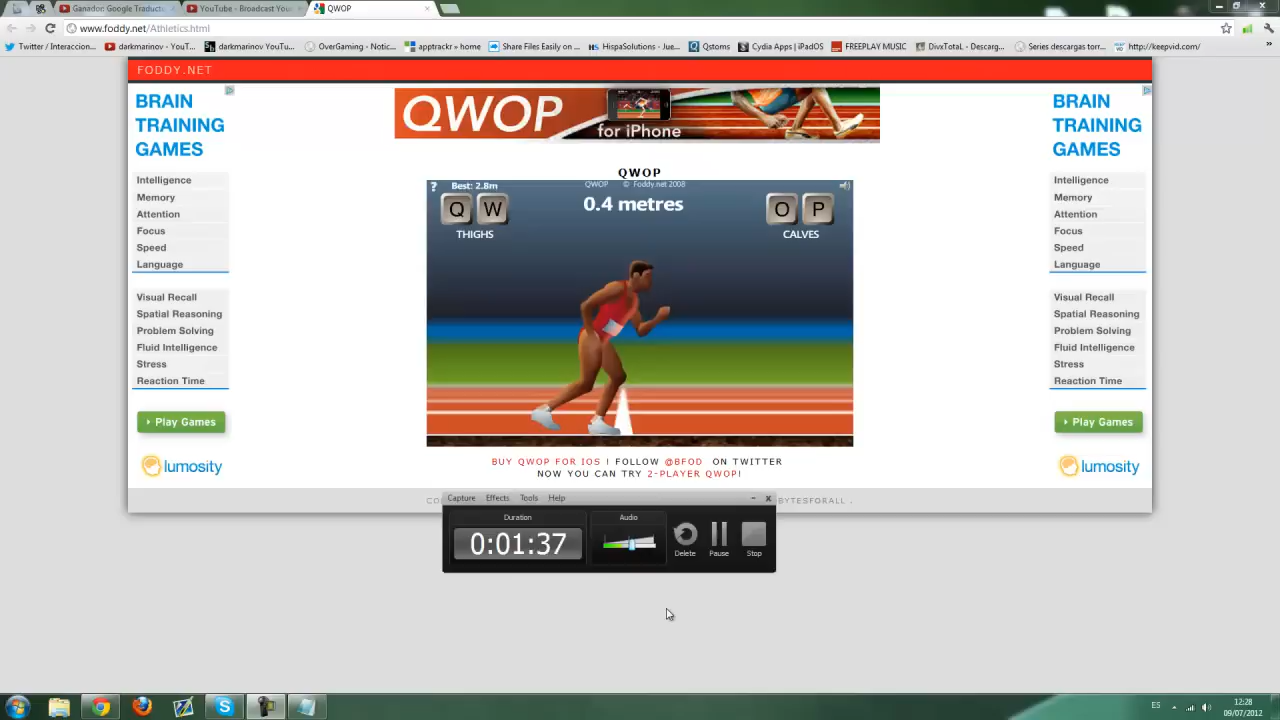 Ganador: Google Traducto
YouTube - Broadcast You
QWOP
www.foddy.net/Athletics.html
Twitter / Interaccion...
darkmarinov - YouT...
darkmarinov YouTu...
OverGaming - Notic...
apptrackr » home
Share Files Easily on ...
HispaSolutions - Jue...
Qstoms
Cydia Apps | iPadOS
FREEPLAY MUSIC
DivxTotaL - Descarg...
Series descargas torr...
http://keepvid.com/
FODDY.NET
BRAIN
TRAINING
GAMES
Intelligence
Memory
Attention
Focus
Speed
Language
Visual Recall
Spatial Reasoning
Problem Solving
Fluid Intelligence
Stress
Reaction Time
Play Games
lumosity
QWOP
for iPhone
QWOP
? Best: 2.8m
QWOP © Foddy.net 2008
0.4 metres
Q W
THIGHS
O P
CALVES
BUY QWOP FOR IOS ! FOLLOW @BFOD ON TWITTER
NOW YOU CAN TRY 2-PLAYER QWOP!
BYTESFORALL .
BRAIN
TRAINING
GAMES
Intelligence
Memory
Attention
Focus
Speed
Language
Visual Recall
Spatial Reasoning
Problem Solving
Fluid Intelligence
Stress
Reaction Time
Play Games
lumosity
Capture Effects Tools Help
Duration
0:01:37
Audio
Delete Pause Stop
ES
12:28
09/07/2012